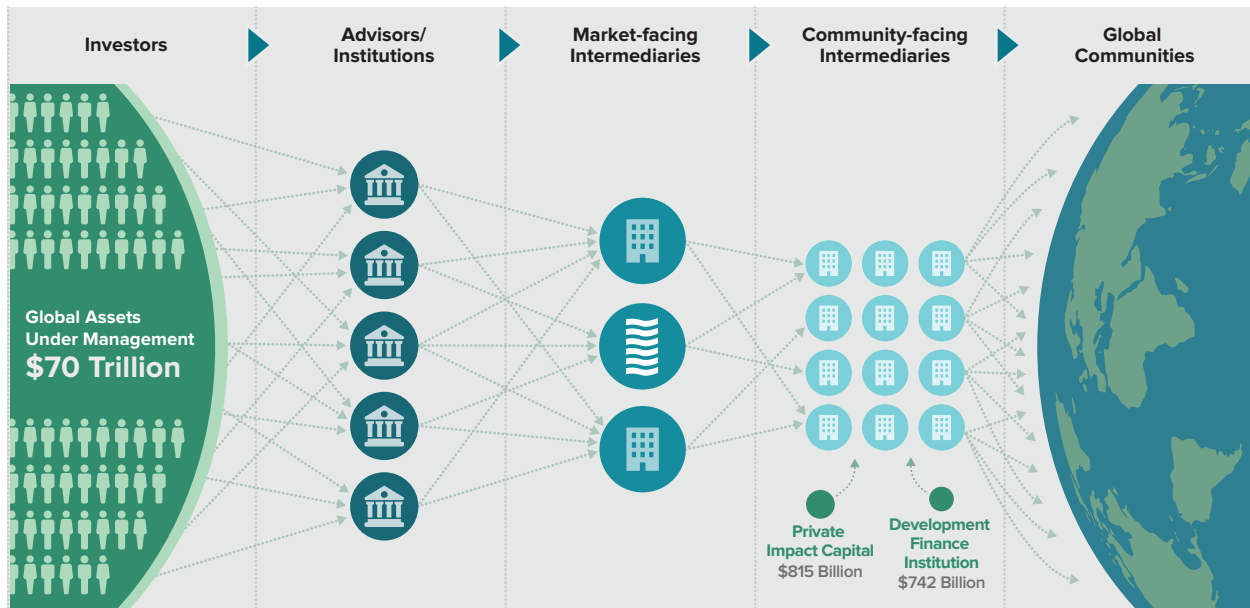 Investors
Advisors/
Institutions
Market-facing
Intermediaries
Community-facing
Intermediaries
Global
Communities
Global Assets
Under Management
$70 Trillion
Private
Impact Capital
$815 Billion
Development
Finance
Institution
$742 Billion